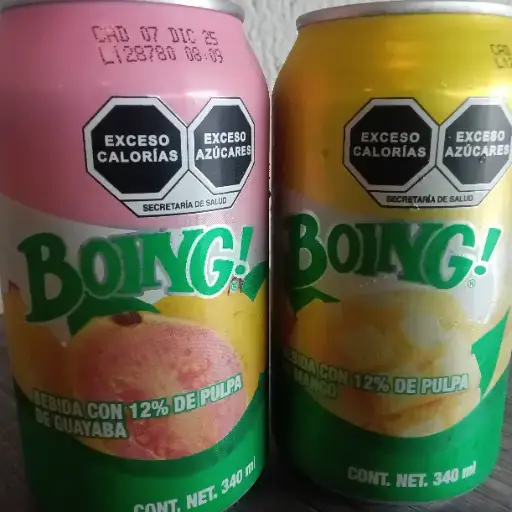 CAD 07 DIC 25
L128780 08:09
EXCESO
CALORÍAS
EXCESO
AZÚCARES
SECRETARÍA DE SALUD
BOING!
BEBIDA CON 12% DE PULPA
DE GUAYABA
CONT. NET. 340 ml
CAD
EXCESO
CALORÍAS
EXCESO
AZÚCARES
SECRETARÍA DE SALUD
BOING!
®
BEBIDA CON 12% DE PULPA
MANGO
CONT. NET. 340 ml